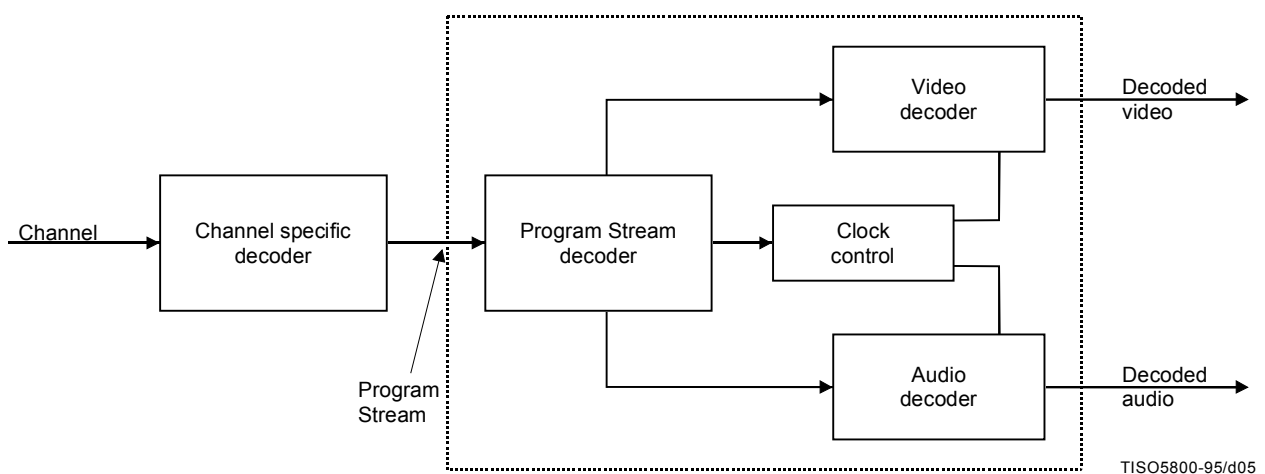 Channel
Channel specific
decoder
Program
Stream
Program Stream
decoder
Clock
control
Video
decoder
Decoded
video
Audio
decoder
Decoded
audio
TISO5800-95/d05